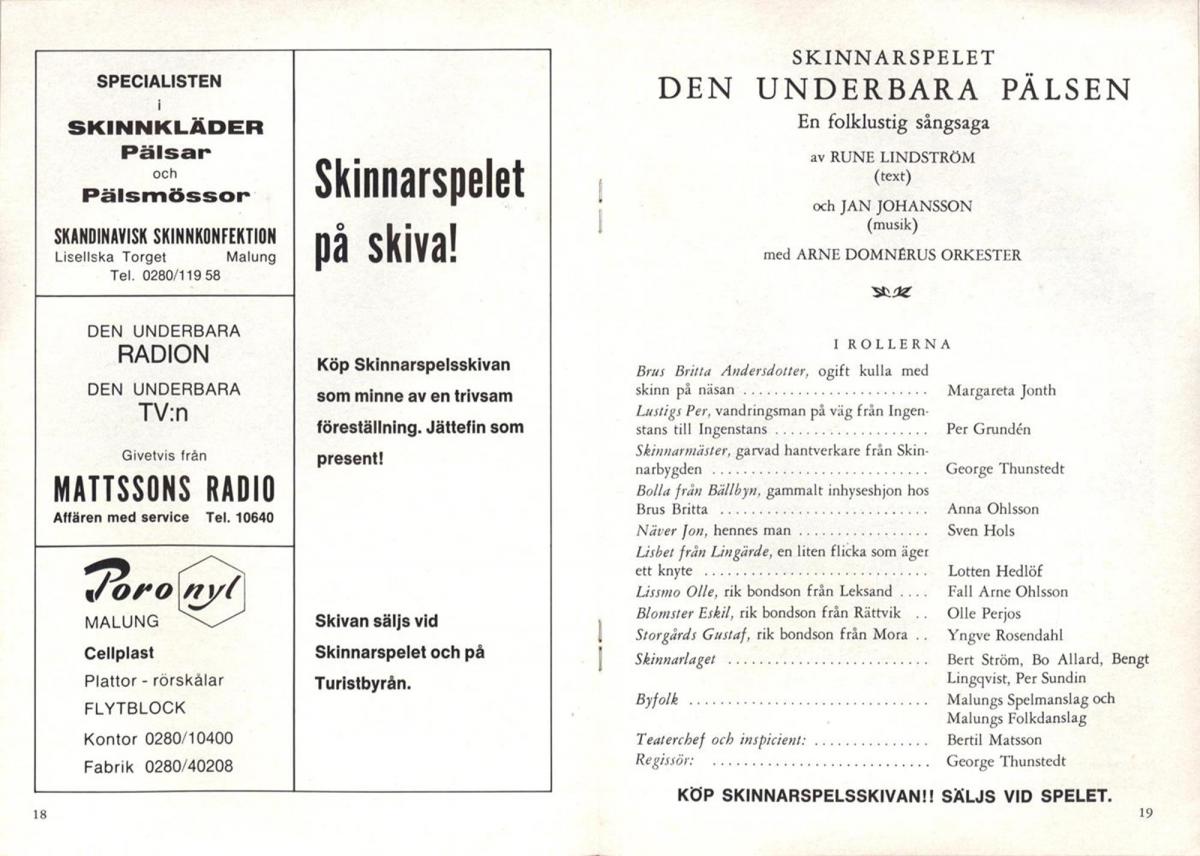 SPECIALISTEN
i
SKINNKLÄDER
Pälsar
och
Pälsmössor
SKANDINAVISK SKINNKONFEKTION
Lisellska Torget Malung
Tel. 0280/119 58
DEN UNDERBARA
RADION
DEN UNDERBARA
TV:n
Givetvis från
MATTSSONS RADIO
Affären med service Tel. 10640
Poronyl
MALUNG
Cellplast
Plattor - rörskålar
FLYTBLOCK
Kontor 0280/10400
Fabrik 0280/40208
Skinnarspelet
på skiva!
Köp Skinnarspelsskivan
som minne av en trivsam
föreställning. Jättefin som
present!
Skivan säljs vid
Skinnarspelet och på
Turistbyrån.
18
SKINNARSPELET
DEN UNDERBARA PÄLSEN
En folklustig sångsaga
av RUNE LINDSTRÖM
(text)
och JAN JOHANSSON
(musik)
med ARNE DOMNÉRUS ORKESTER
I ROLLERNA
Brus Britta Andersdotter, ogift kulla med
skinn på näsan ........................ Margareta Jonth
Lustigs Per, vandringsman på väg från Ingen-
stans till Ingenstans .................... Per Grundén
Skinnarmäster, garvad hantverkare från Skin-
narbygden ............................ George Thunstedt
Bolla från Bällbyn, gammalt inhyseshjon hos
Brus Britta ........................... Anna Ohlsson
Näver Jon, hennes man ................. Sven Hols
Lisbet från Lingärde, en liten flicka som äger
ett knyte ............................. Lotten Hedlöf
Lissmo Olle, rik bondson från Leksand .... Fall Arne Ohlsson
Blomster Eskil, rik bondson från Rättvik .. Olle Perjos
Storgårds Gustaf, rik bondson från Mora .. Yngve Rosendahl
Skinnarlaget .......................... Bert Ström, Bo Allard, Bengt
Lingqvist, Per Sundin
Byfolk ............................... Malungs Spelmanslag och
Malungs Folkdanslag
Teaterchef och inspicient: ............... Bertil Matsson
Regissör: ............................ George Thunstedt
KÖP SKINNARSPELSSKIVAN!! SÄLJS VID SPELET.
19